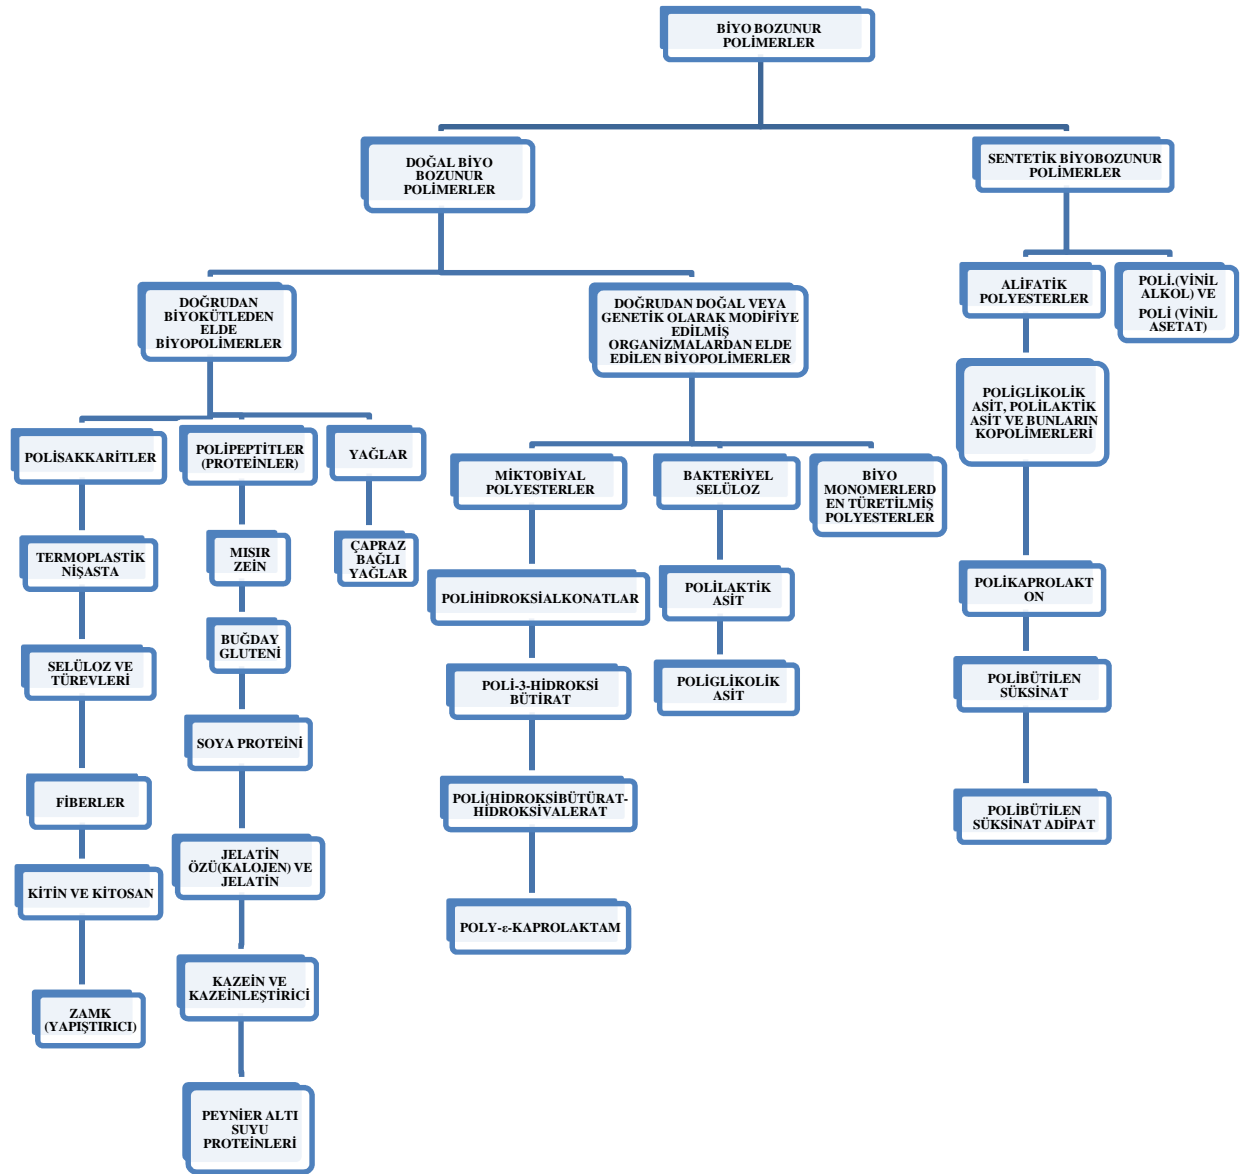 BİYO BOZUNUR
POLİMERLER
DOĞAL BİYO
BOZUNUR
POLİMERLER
SENTETİK BİYOBOZUNUR
POLİMERLER
DOĞRUDAN
BİYOKÜTLEDEN
ELDE
BİYOPOLİMERLER
DOĞRUDAN DOĞAL VEYA
GENETİK OLARAK MODİFİYE
EDİLMİŞ
ORGANİZMALARDAN ELDE
EDİLEN BİYOPOLİMERLER
ALİFATİK
POLYESTERLER
POLİ.(VİNİL
ALKOL) VE
POLİ (VİNİL
ASETAT)
POLİSAKKARİTLER
POLİPEPTİTLER
(PROTEİNLER)
YAĞLAR
MİKTOBİYAL
POLYESTERLER
BAKTERİYEL
SELÜLOZ
BİYO
MONOMERLERD
EN TÜRETİLMİŞ
POLYESTERLER
POLİGLİKOLİK
ASİT, POLİLAKTİK
ASİT VE BUNLARIN
KOPOLİMERLERİ
TERMOPLASTİK
NİŞASTA
MISIR
ZEİN
ÇAPRAZ
BAĞLI
YAĞLAR
POLİHİDROKSİALKONATLAR
POLİLAKTİK
ASİT
POLİKAPROLAKT
ON
SELÜLOZ VE
TÜREVLERİ
BUĞDAY
GLUTENİ
POLİ-3-HİDROKSİ
BÜTİRAT
POLİGLİKOLİK
ASİT
POLİBÜTİLEN
SÜKSİNAT
SOYA PROTEİNİ
FİBERLER
POLİ(HİDROKSİBÜTÜRAT-
HİDROKSİVALERAT
POLİBÜTİLEN
SÜKSİNAT ADİPAT
KİTİN VE KİTOSAN
JELATİN
ÖZÜ(KALOJEN) VE
JELATİN
POLY-ε-KAPROLAKTAM
ZAMK
(YAPIŞTIRICI)
KAZEİN VE
KAZEİNLEŞTİRİCİ
PEYNİER ALTI
SUYU
PROTEİNLERİ